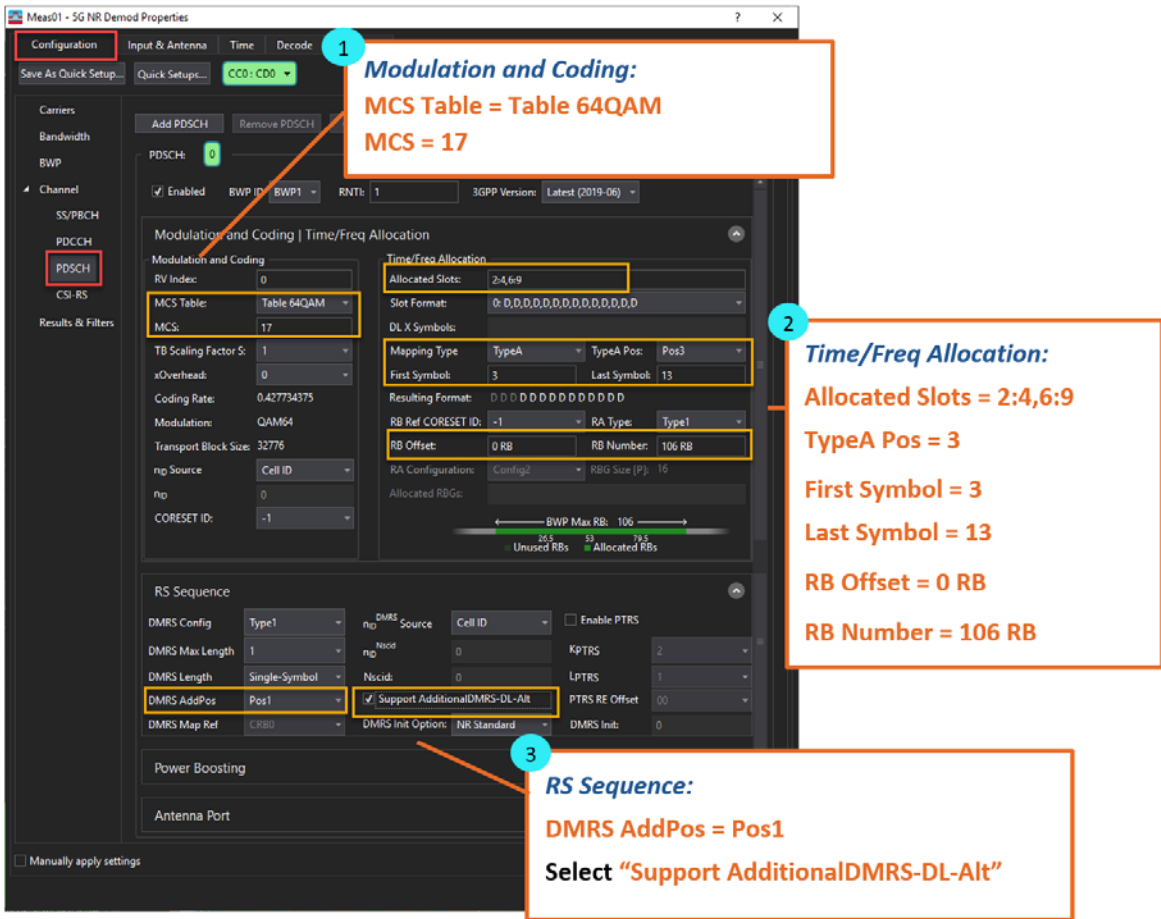 Meas01 - 5G NR Demod Properties ? ×
Configuration Input & Antenna Time Decode
Save As Quick Setup... Quick Setups... CC0 : CD0
Carriers
Bandwidth
BWP
Channel
SS/PBCH
PDCCH
PDSCH
CSI-RS
Results & Filters
Add PDSCH Remove PDSCH
PDSCH: 0
Enabled BWP ID BWP1 RNTI: 1 3GPP Version: Latest (2019-06)
Modulation and Coding | Time/Freq Allocation
Modulation and Coding
RV Index: 0
MCS Table: Table 64QAM
MCS: 17
TB Scaling Factor S: 1
xOverhead: 0
Coding Rate: 0.427734375
Modulation: QAM64
Transport Block Size: 32776
nID Source Cell ID
nID 0
CORESET ID: -1
Time/Freq Allocation
Allocated Slots: 2:4,6:9
Slot Format: 0: D,D,D,D,D,D,D,D,D,D,D,D,D,D
DL X Symbols:
Mapping Type TypeA TypeA Pos: Pos3
First Symbol: 3 Last Symbol: 13
Resulting Format: D D D D D D D D D D D D D D
RB Ref CORESET ID: -1 RA Type: Type1
RB Offset: 0 RB RB Number: 106 RB
RA Configuration: Config2 RBG Size [P]: 16
Allocated RBGs:
BWP Max RB: 106
26.5 53 79.5
Unused RBs Allocated RBs
RS Sequence
DMRS Config Type1 nID DMRS Source Cell ID Enable PTRS
DMRS Max Length 1 nID Nscid 0 KPTRS 2
DMRS Length Single-Symbol Nscid: 0 LPTRS 1
DMRS AddPos Pos1 Support AdditionalDMRS-DL-Alt PTRS RE Offset 00
DMRS Map Ref CRB0 DMRS Init Option: NR Standard DMRS Init: 0
Power Boosting
Antenna Port
Manually apply settings
1
Modulation and Coding:
MCS Table = Table 64QAM
MCS = 17
2
Time/Freq Allocation:
Allocated Slots = 2:4,6:9
TypeA Pos = 3
First Symbol = 3
Last Symbol = 13
RB Offset = 0 RB
RB Number = 106 RB
3
RS Sequence:
DMRS AddPos = Pos1
Select “Support AdditionalDMRS-DL-Alt”